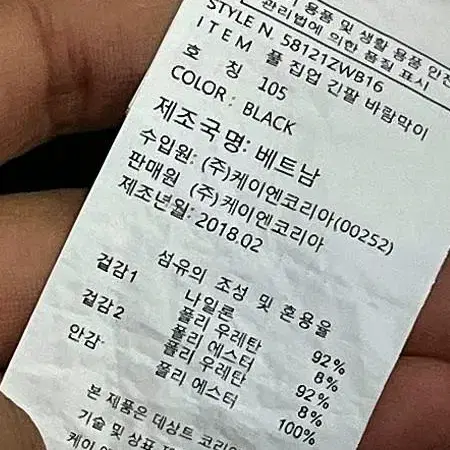 용품 및 생활 용품 안전
관리법에 의한 품질 표시
STYLE N. 58121ZWB16
ITEM 풀 집업 긴팔 바람막이
호 칭 105
COLOR : BLACK
제조국명: 베트남
수입원: (주)케이엔코리아(00252)
판매원 (주)케이엔코리아
제조년월: 2018.02
섬유의 조성 및 혼용율
겉감1 나일론 92%
폴리 우레탄 8%
겉감2 폴리 에스터 92%
폴리 우레탄 8%
안감 폴리 에스터 100%
본 제품은 데상트 코리
기술 및 상표
케이